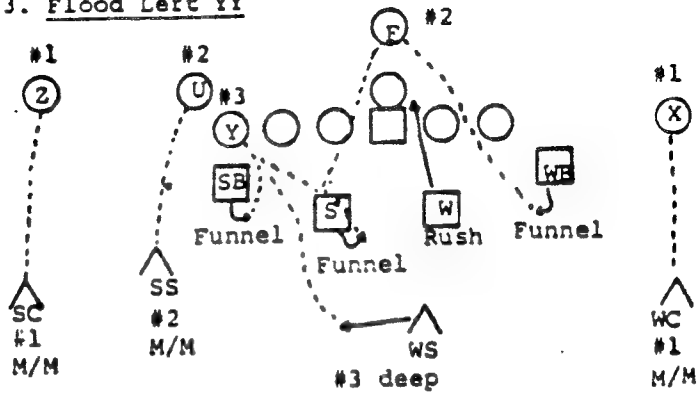 3. Flood Left YY
#2
F
#1
#2
#1
Z
U
#3
X
Y
SB
S
W
WB
Funnel
Rush
Funnel
Funnel
SC
SS
WC
#1
#2
WS
#1
M/M
M/M
#3 deep
M/M